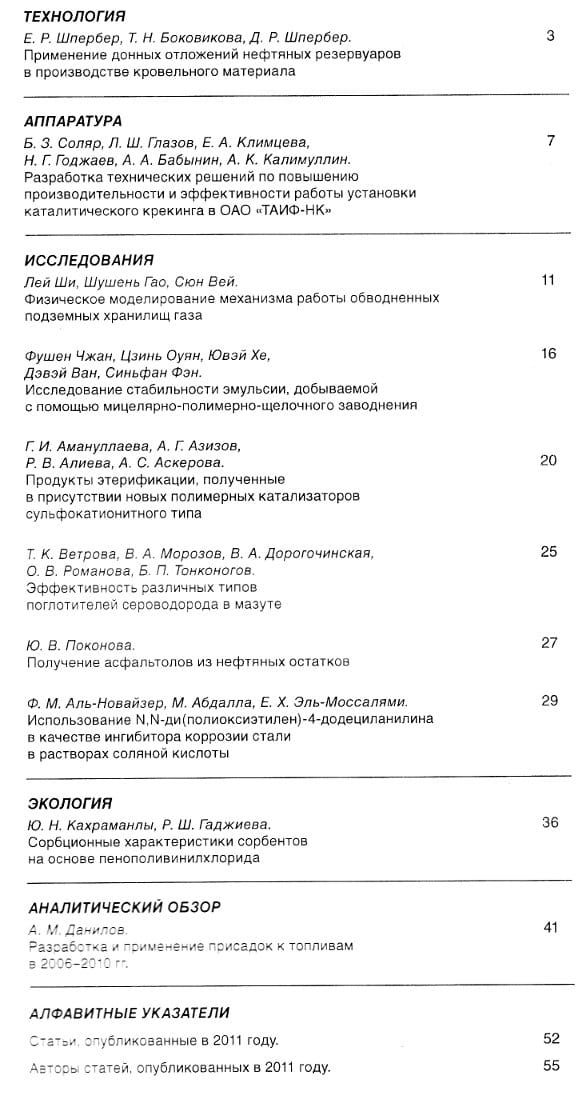 ТЕХНОЛОГИЯ
Е. Р. Шпербер, Т. Н. Боковикова, Д. Р. Шпербер. 3
Применение донных отложений нефтяных резервуаров
в производстве кровельного материала
АППАРАТУРА
Б. З. Соляр, Л. Ш. Глазов, Е. А. Климцева, 7
Н. Г. Годжаев, А. А. Бабынин, А. К. Калимуллин.
Разработка технических решений по повышению
производительности и эффективности работы установки
каталитического крекинга в ОАО «ТАИФ-НК»
ИССЛЕДОВАНИЯ
Лей Ши, Шушень Гао, Сюн Вей. 11
Физическое моделирование механизма работы обводненных
подземных хранилищ газа
Фушен Чжан, Цзинь Оуян, Ювэй Хе, 16
Дэвэй Ван, Синьфан Фэн.
Исследование стабильности эмульсии, добываемой
с помощью мицелярно-полимерно-щелочного заводнения
Г. И. Амануллаева, А. Г. Азизов,
Р. В. Алиева, А. С. Аскерова. 20
Продукты этерификации, полученные
в присутствии новых полимерных катализаторов
сульфокатионитного типа
Т. К. Ветрова, В. А. Морозов, В. А. Дорогочинская, 25
О. В. Романова, Б. П. Тонконогов.
Эффективность различных типов
поглотителей сероводорода в мазуте
Ю. В. Поконова. 27
Получение асфальтолов из нефтяных остатков
Ф. М. Аль-Новайзер, М. Абдалла, Е. Х. Эль-Моссалями. 29
Использование N,N-ди(полиоксиэтилен)-4-додециланилина
в качестве ингибитора коррозии стали
в растворах соляной кислоты
ЭКОЛОГИЯ
Ю. Н. Кахраманлы, Р. Ш. Гаджиева. 36
Сорбционные характеристики сорбентов
на основе пенополивинилхлорида
АНАЛИТИЧЕСКИЙ ОБЗОР
А. М. Данилов. 41
Разработка и применение присадок к топливам
в 2006–2010 гг.
АЛФАВИТНЫЕ УКАЗАТЕЛИ
Статьи, опубликованные в 2011 году. 52
Авторы статей, опубликованных в 2011 году. 55